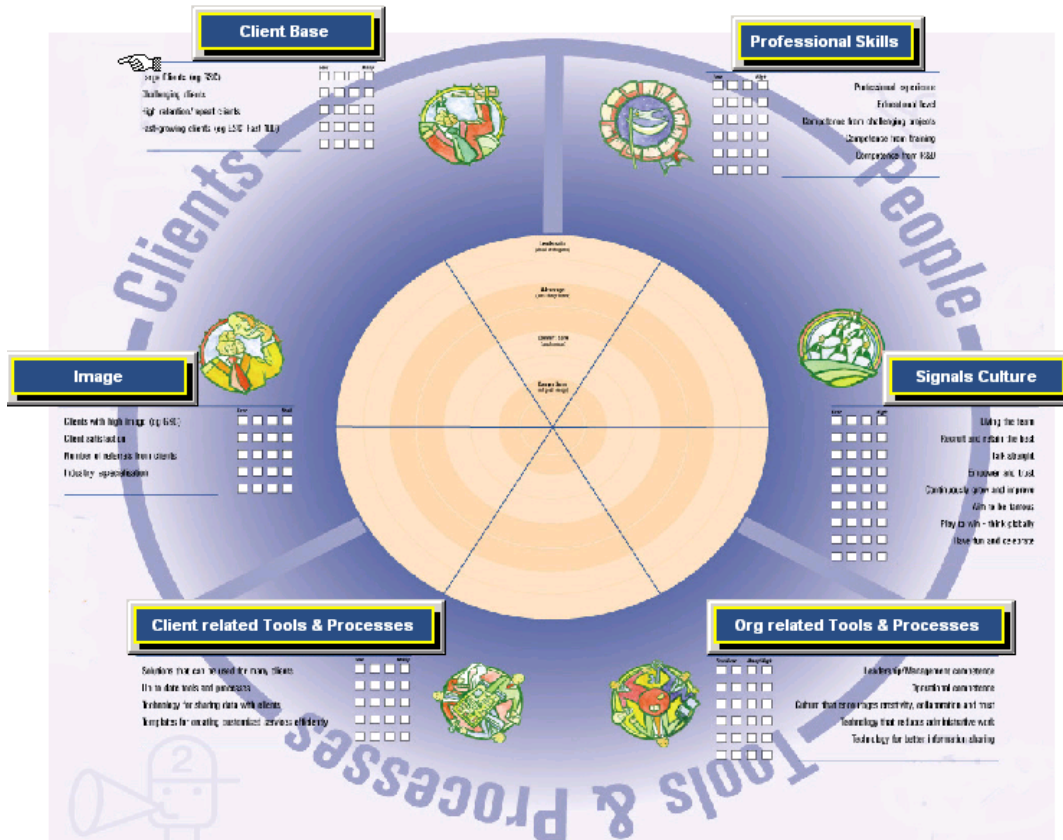 Client Base
Large Clients (eg
Challenging clients
High retention/repeat clients
Fast-growing clients (eg
Professional Skills
Low
High
Professional experience
Educational level
Competence from challenging projects
Competence from training
Competence from R&D
Clients
People
Image
Clients with high image (eg
Client satisfaction
Number of referrals from clients
Industry specialisation
Signals Culture
Living the team
Recruit and retain the best
Talk straight
Empower and trust
Continuously grow and improve
Aim to be famous
Play to win - think globally
Have fun and celebrate
Client related Tools & Processes
Solutions that can be used for many clients
Up to date tools and processes
Technology for sharing data with clients
Templates for creating customised services efficiently
Org related Tools & Processes
Leadership/Management competence
Operational competence
Culture that encourages creativity, collaboration and trust
Technology that reduces administrative work
Technology for better information sharing
Tools & Processes
2